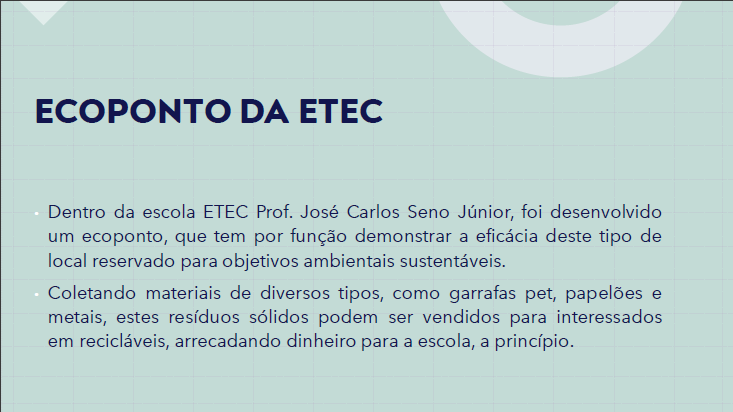 ECOPONTO DA ETEC
• Dentro da escola ETEC Prof. José Carlos Seno Júnior, foi desenvolvido
um ecoponto, que tem por função demonstrar a eficácia deste tipo de
local reservado para objetivos ambientais sustentáveis.
• Coletando materiais de diversos tipos, como garrafas pet, papelões e
metais, estes resíduos sólidos podem ser vendidos para interessados
em recicláveis, arrecadando dinheiro para a escola, a princípio.